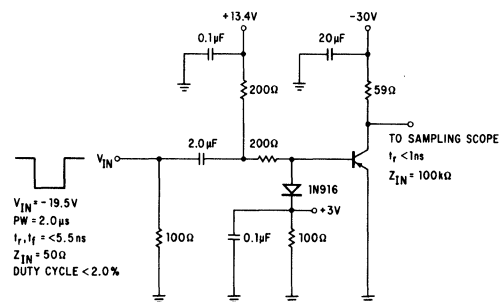 +13.4V
-30V
0.1μF
20μF
200Ω
59Ω
TO SAMPLING SCOPE
tr <1ns
ZIN = 100kΩ
2.0μF
200Ω
VIN
1N916
+3V
VIN = -19.5V
PW = 2.0μs
tr, tf = <5.5ns
ZIN = 50Ω
DUTY CYCLE <2.0%
100Ω
0.1μF
100Ω